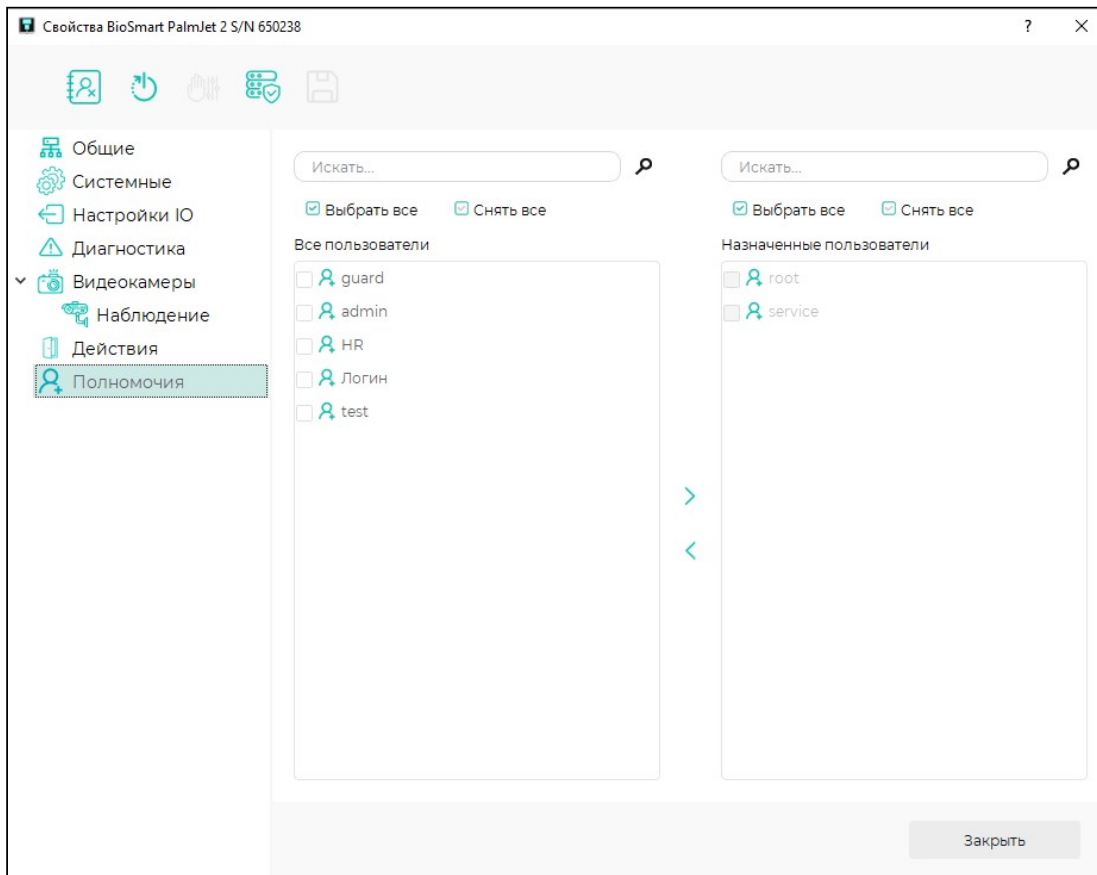 Свойства BioSmart PalmJet 2 S/N 650238
?
Общие
Системные
Настройки IO
Диагностика
Видеокамеры
Наблюдение
Действия
Полномочия
Искать...
Выбрать все Снять все
Все пользователи
guard
admin
HR
Логин
test
Искать...
Выбрать все Снять все
Назначенные пользователи
root
service
Закрыть